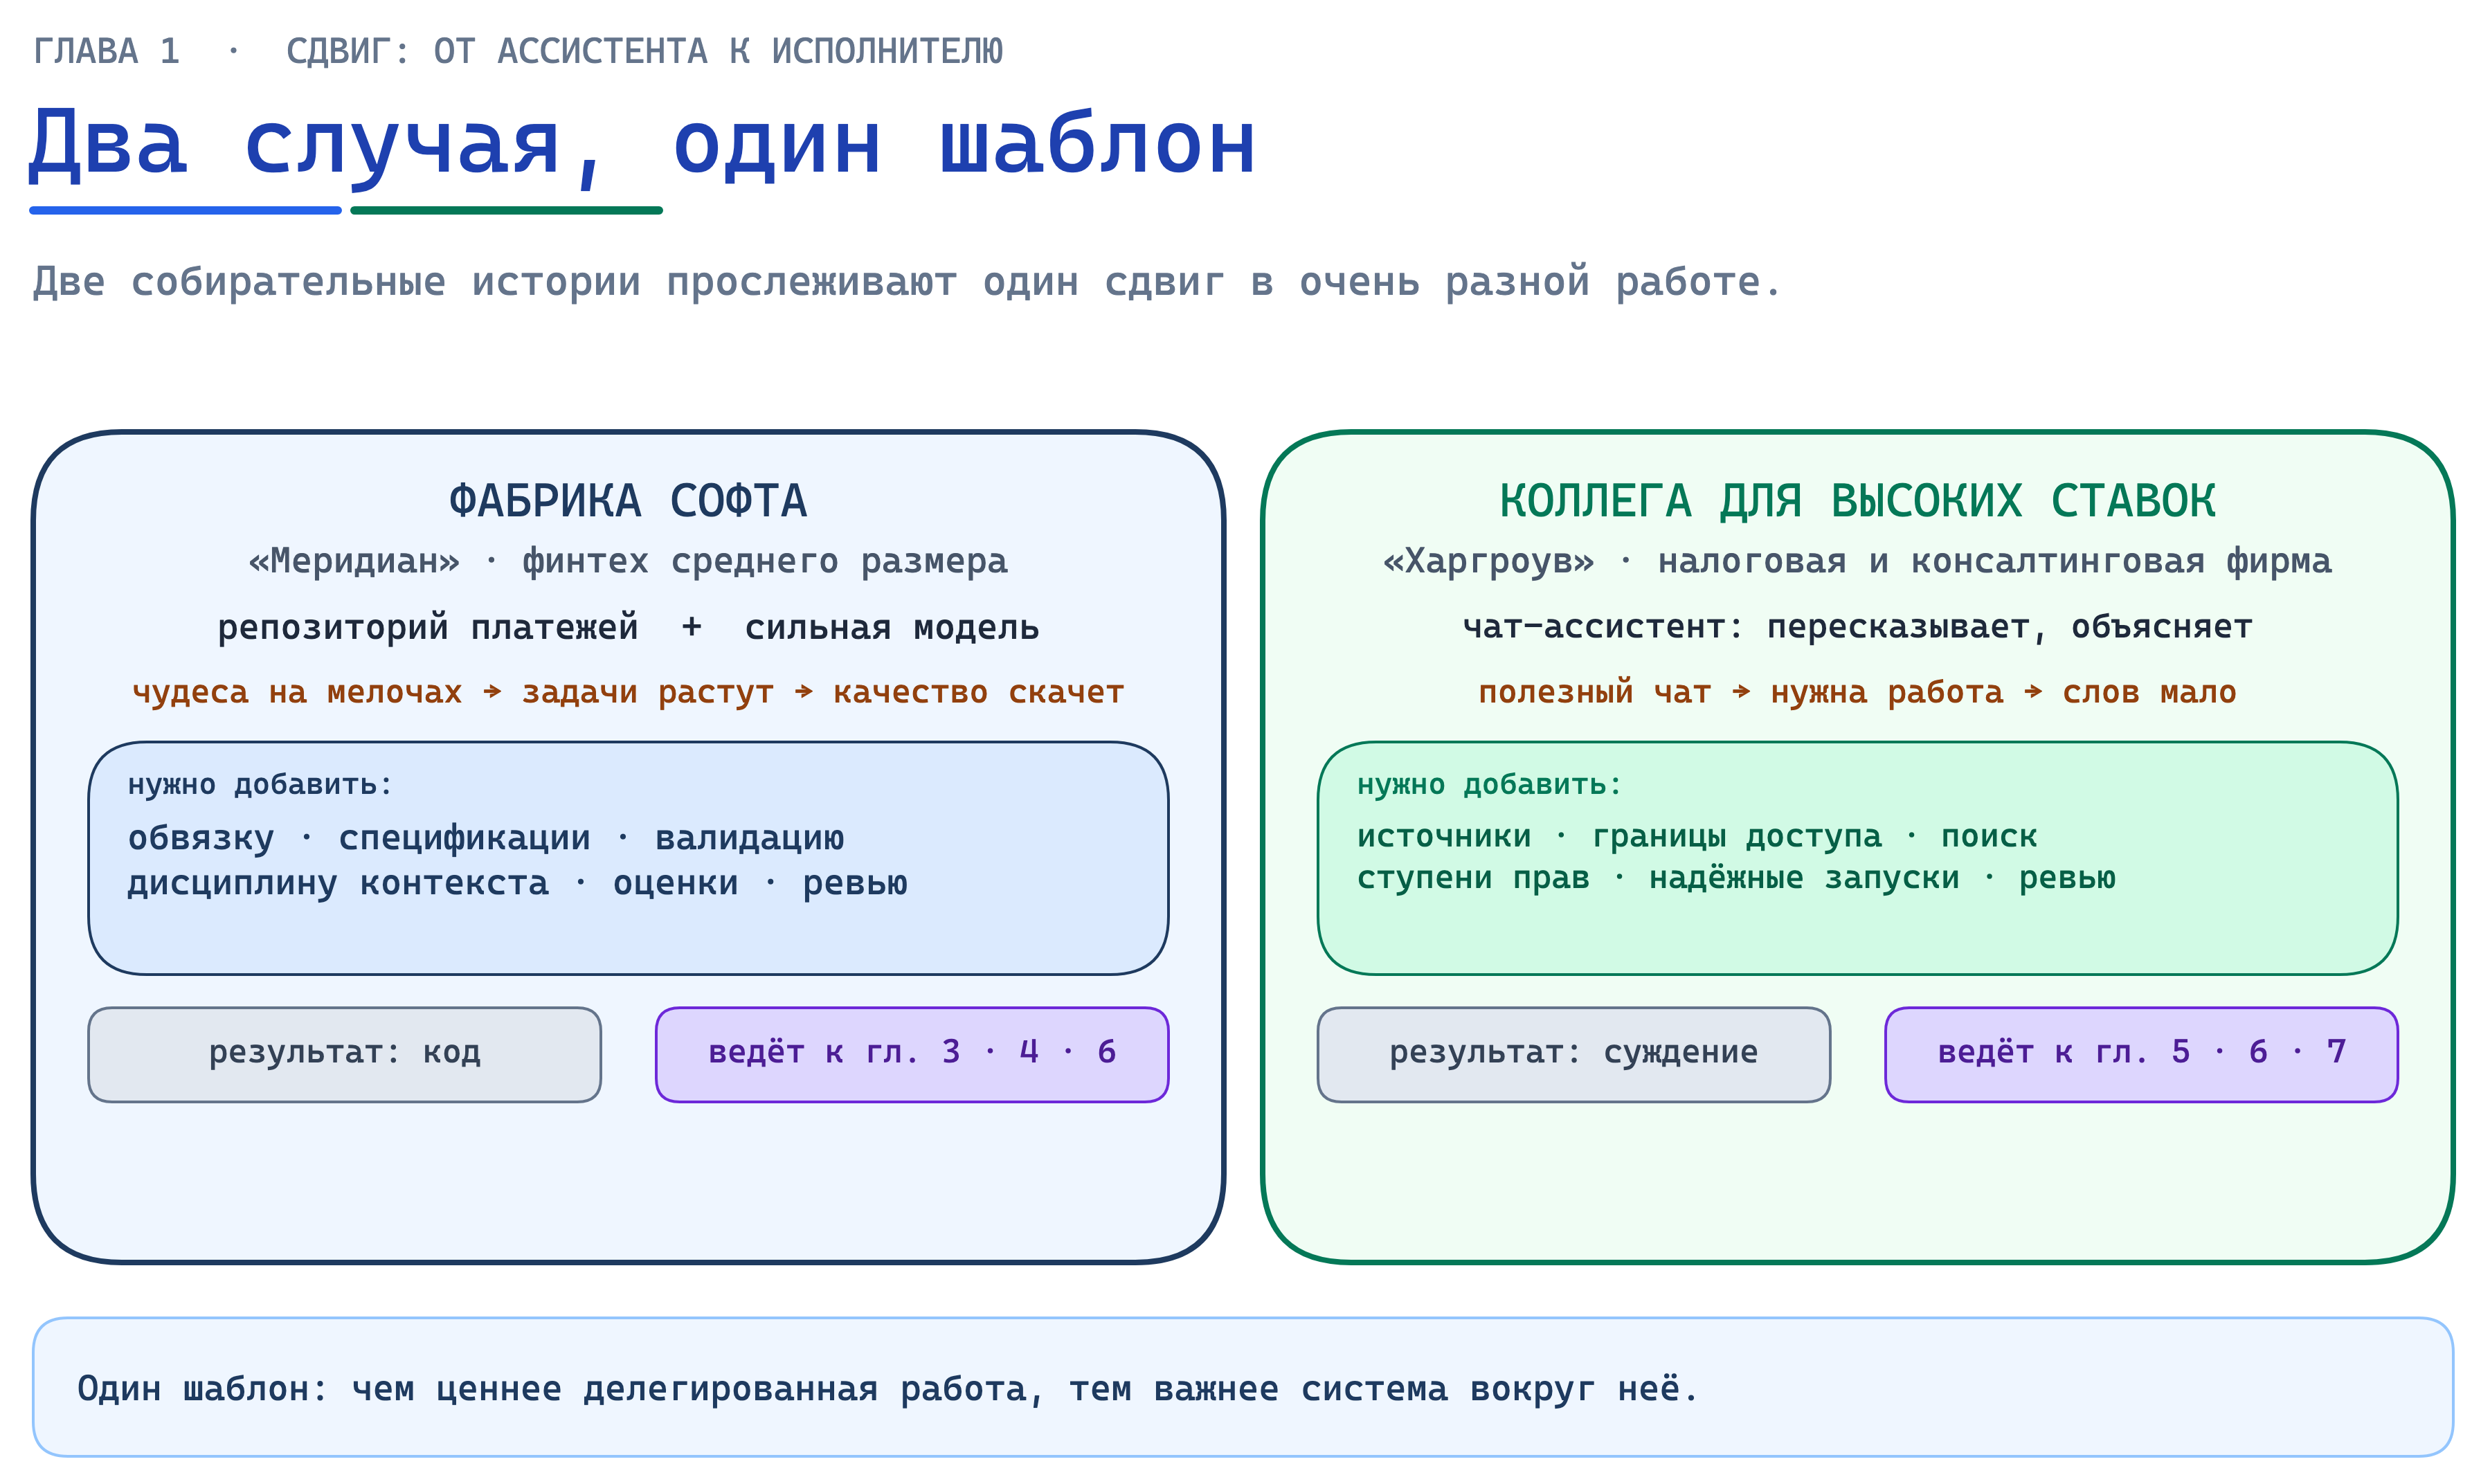 ГЛАВА 1 · СДВИГ: ОТ АССИСТЕНТА К ИСПОЛНИТЕЛЮ
Два случая, один шаблон
Две собирательные истории прослеживают один сдвиг в очень разной работе.
ФАБРИКА СОФТА
«Меридиан» · финтех среднего размера
репозиторий платежей + сильная модель
чудеса на мелочах → задачи растут → качество скачет
нужно добавить:
обвязку · спецификации · валидацию
дисциплину контекста · оценки · ревью
результат: код
ведёт к гл. 3 · 4 · 6
КОЛЛЕГА ДЛЯ ВЫСОКИХ СТАВОК
«Харгроув» · налоговая и консалтинговая фирма
чат–ассистент: пересказывает, объясняет
полезный чат → нужна работа → слов мало
нужно добавить:
источники · границы доступа · поиск
ступени прав · надёжные запуски · ревью
результат: суждение
ведёт к гл. 5 · 6 · 7
Один шаблон: чем ценнее делегированная работа, тем важнее система вокруг неё.